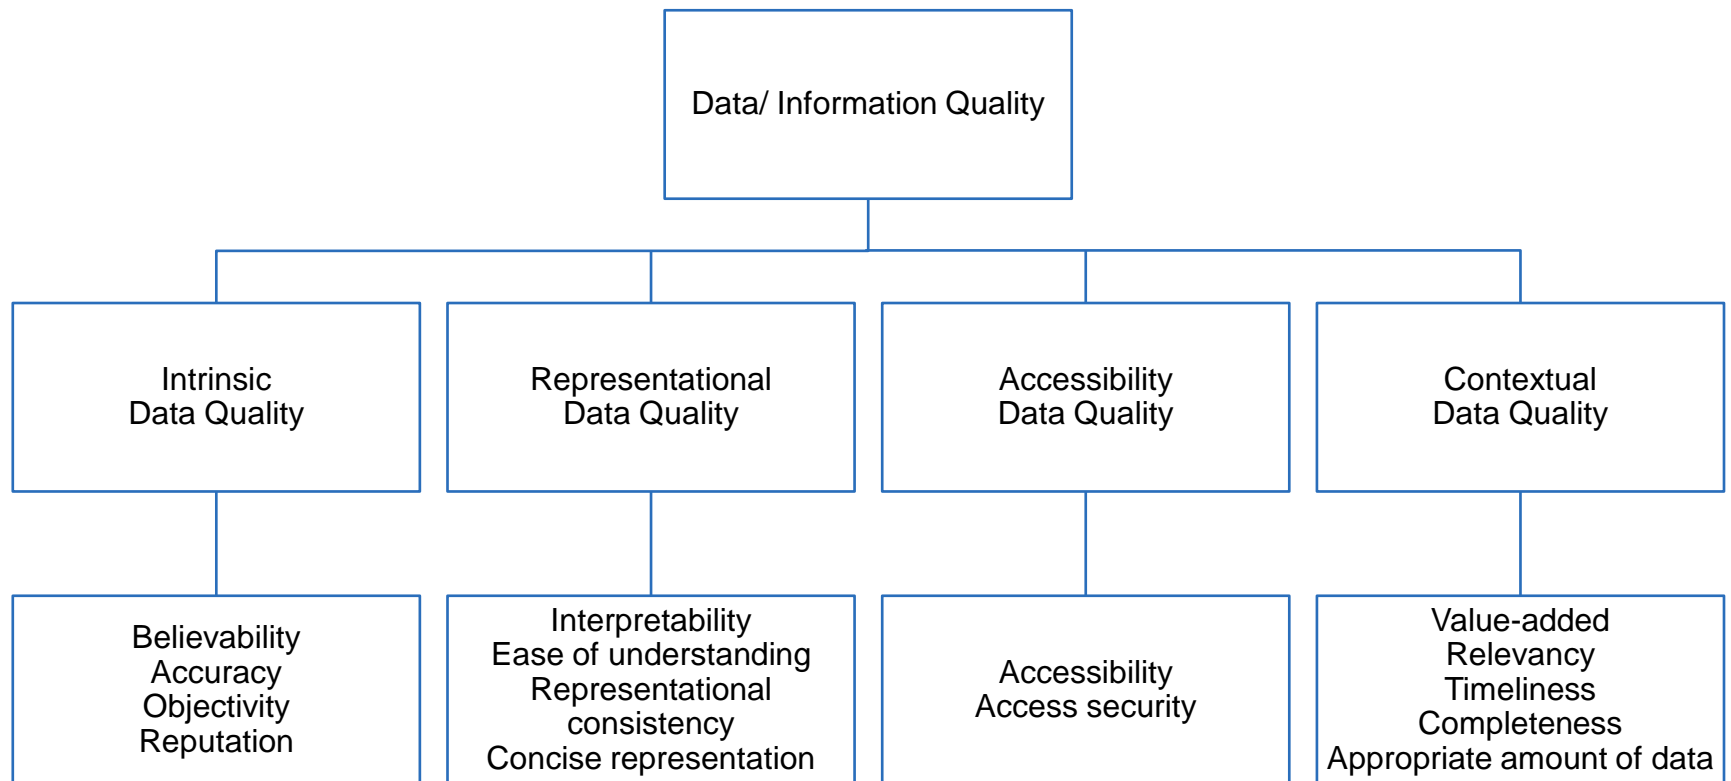 Data/ Information Quality
Intrinsic
Data Quality
Representational
Data Quality
Accessibility
Data Quality
Contextual
Data Quality
Believability
Accuracy
Objectivity
Reputation
Interpretability
Ease of understanding
Representational
consistency
Concise representation
Accessibility
Access security
Value-added
Relevancy
Timeliness
Completeness
Appropriate amount of data